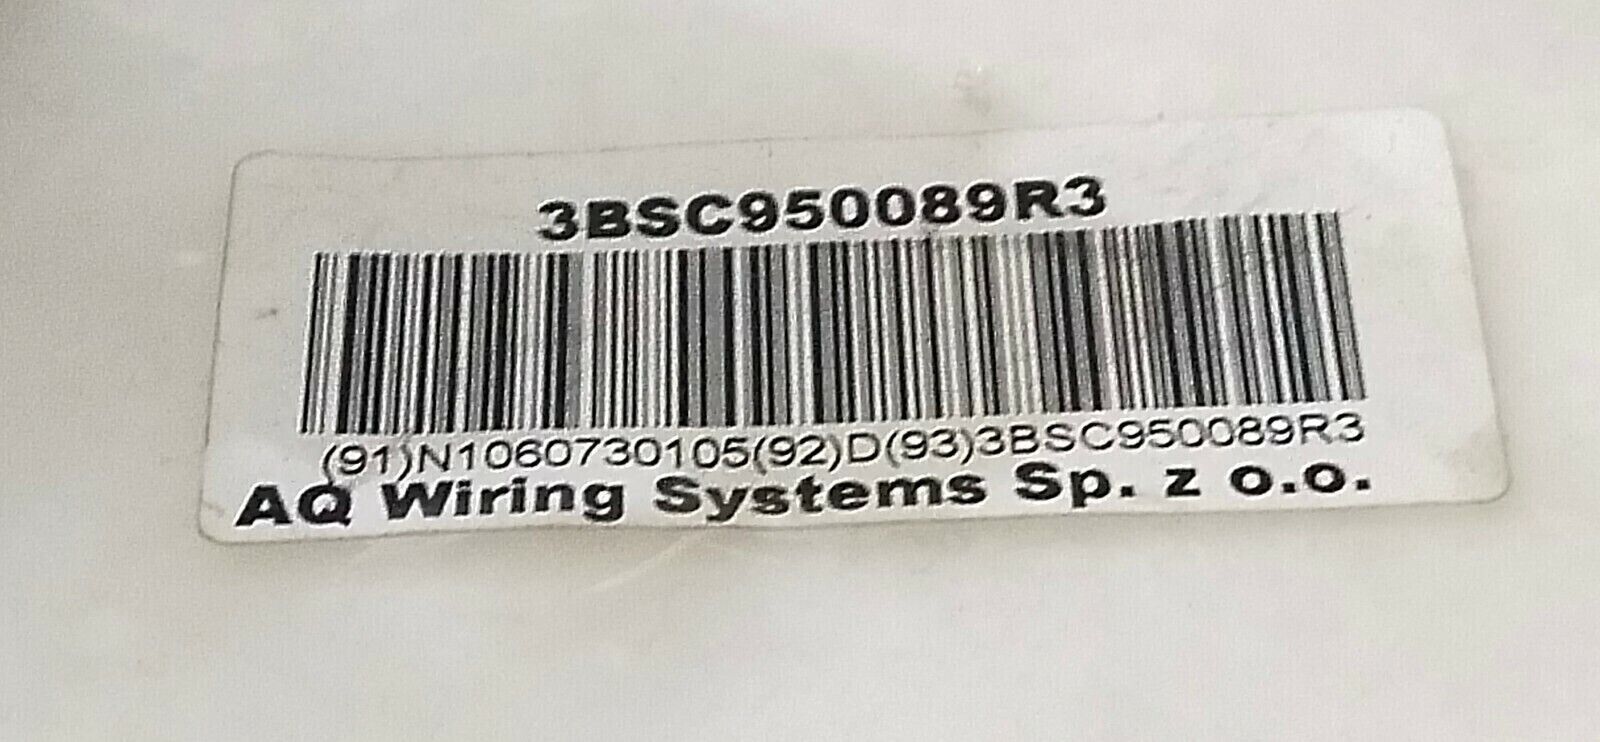 3BSC950089R3
(91)N1060730105(92)D(93)3BSC950089R3
AQ Wiring Systems Sp. z o.o.